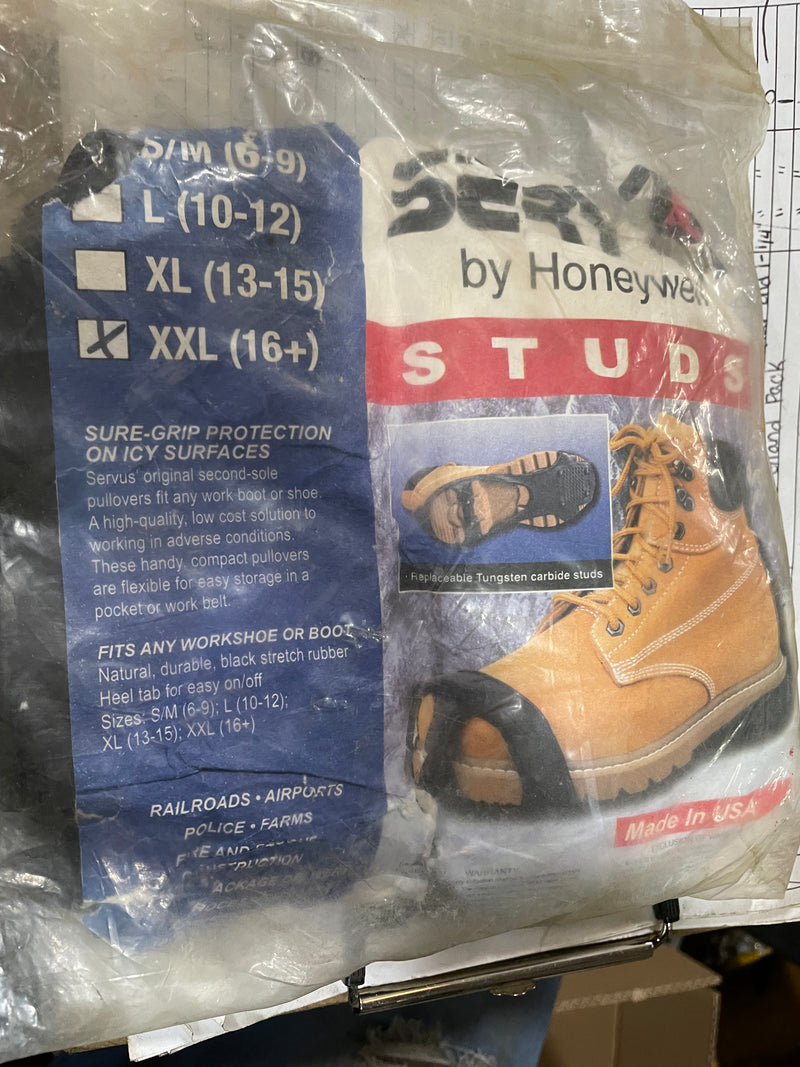 S/M (6-9)
L (10-12)
XL (13-15)
XXL (16+)
SURE-GRIP PROTECTION
ON ICY SURFACES
Servus' original second-sole
pullovers fit any work boot or shoe.
A high-quality, low cost solution to
working in adverse conditions.
These handy, compact pullovers
are flexible for easy storage in a
pocket or work belt.
FITS ANY WORKSHOE OR BOOT
Natural, durable, black stretch rubber
Heel tab for easy on/off
Sizes: S/M (6-9); L (10-12);
XL (13-15); XXL (16+)
RAILROADS • AIRPORTS
POLICE • FARMS
by Honeywell
STUDS
· Replaceable Tungsten carbide studs
Made In USA
WARRANTY
Pack